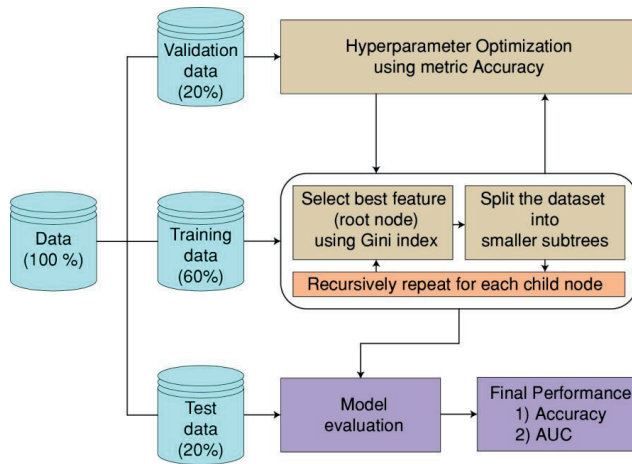 Validation
data
(20%)
Hyperparameter Optimization
using metric Accuracy
Data
(100 %)
Training
data
(60%)
Select best feature
(root node)
using Gini index
Split the dataset
into
smaller subtrees
Recursively repeat for each child node
Test
data
(20%)
Model
evaluation
Final Performance
1) Accuracy
2) AUC